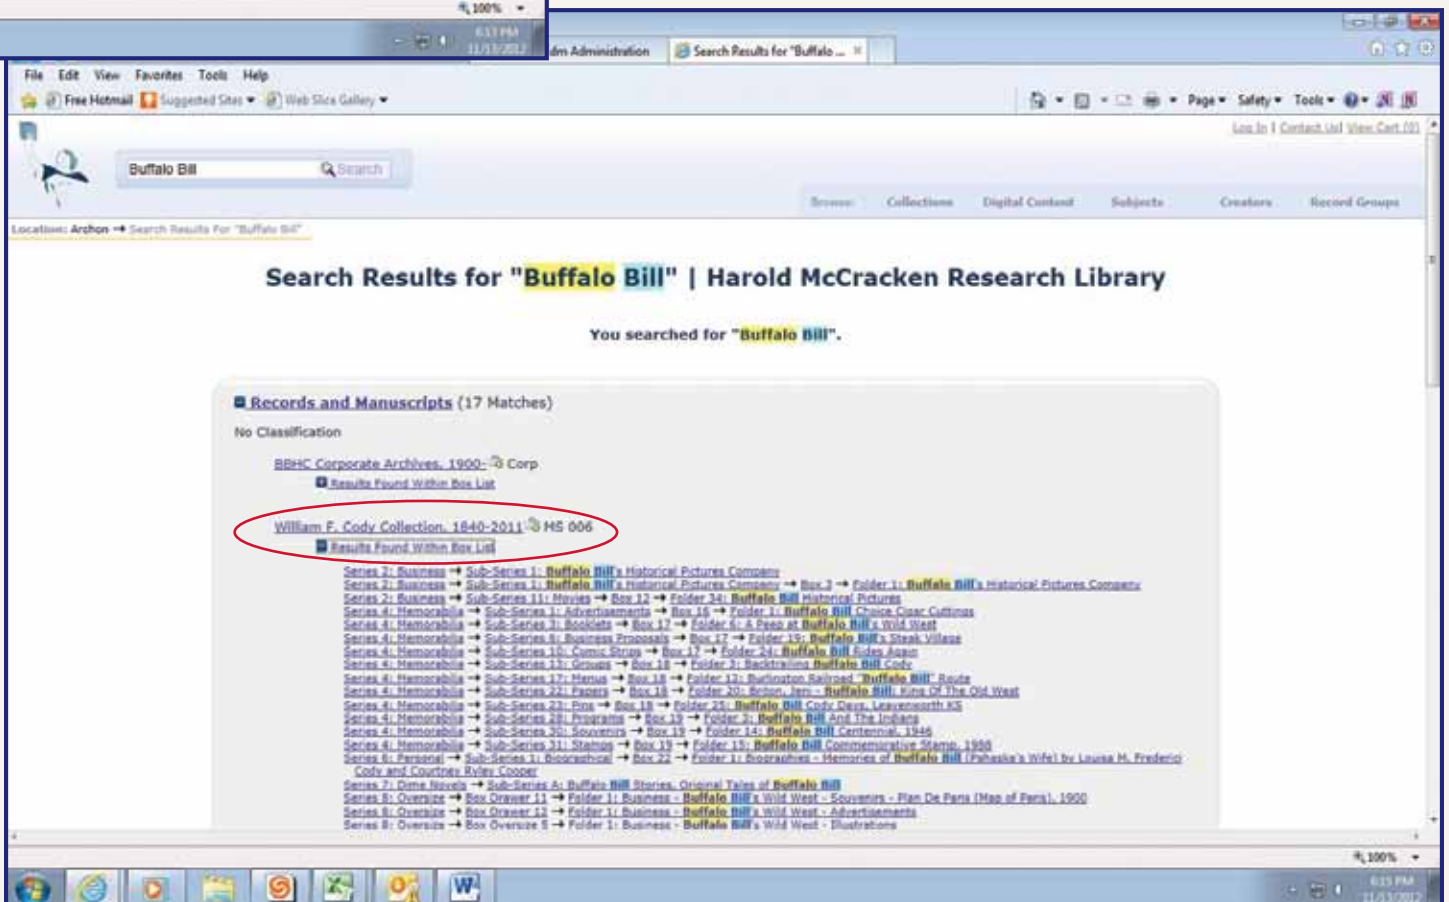 100%
6:13 PM
11/13/2012
dm Administration
Search Results for "Buffalo ...
File Edit View Favorites Tools Help
Free Hotmail Suggested Sites Web Slice Gallery
Page Safety Tools
Log In | Contact Us| View Cart (0)
Buffalo Bill Search
Browse: Collections Digital Content Subjects Creators Record Groups
Location: Archon → Search Results For "Buffalo Bill"
Search Results for "Buffalo Bill" | Harold McCracken Research Library
You searched for "Buffalo Bill".
Records and Manuscripts (17 Matches)
No Classification
BBHC Corporate Archives, 1900- Corp
Results Found Within Box List
William F. Cody Collection, 1840-2011 MS 006
Results Found Within Box List
Series 2: Business → Sub-Series 1: Buffalo Bill's Historical Pictures Company
Series 2: Business → Sub-Series 1: Buffalo Bill's Historical Pictures Company → Box 3 → Folder 1: Buffalo Bill's Historical Pictures Company
Series 2: Business → Sub-Series 11: Movies → Box 12 → Folder 34: Buffalo Bill Historical Pictures
Series 4: Memorabilia → Sub-Series 1: Advertisements → Box 16 → Folder 1: Buffalo Bill Choice Cigar Cuttings
Series 4: Memorabilia → Sub-Series 3: Booklets → Box 17 → Folder 6: A Peep at Buffalo Bill's Wild West
Series 4: Memorabilia → Sub-Series 6: Business Proposals → Box 17 → Folder 19: Buffalo Bill's Steak Village
Series 4: Memorabilia → Sub-Series 10: Comic Strips → Box 17 → Folder 24: Buffalo Bill Rides Again
Series 4: Memorabilia → Sub-Series 13: Groups → Box 18 → Folder 3: Backtrailing Buffalo Bill Cody
Series 4: Memorabilia → Sub-Series 17: Menus → Box 18 → Folder 12: Burlington Railroad "Buffalo Bill" Route
Series 4: Memorabilia → Sub-Series 22: Papers → Box 18 → Folder 20: Briton, Jeni - Buffalo Bill: King Of The Old West
Series 4: Memorabilia → Sub-Series 23: Pins → Box 18 → Folder 25: Buffalo Bill Cody Days, Leavenworth KS
Series 4: Memorabilia → Sub-Series 28: Programs → Box 19 → Folder 3: Buffalo Bill And The Indians
Series 4: Memorabilia → Sub-Series 30: Souvenirs → Box 19 → Folder 14: Buffalo Bill Centennial, 1946
Series 4: Memorabilia → Sub-Series 31: Stamps → Box 19 → Folder 15: Buffalo Bill Commemorative Stamp, 1988
Series 6: Personal → Sub-Series 1: Biographical → Box 22 → Folder 1: Biographies - Memories of Buffalo Bill (Pahaska's Wife) by Louisa M. Frederici
Cody and Courtney Ryley Cooper
Series 7: Dime Novels → Sub-Series A: Buffalo Bill Stories, Original Tales of Buffalo Bill
Series 8: Oversize → Box Drawer 11 → Folder 1: Business - Buffalo Bill's Wild West - Souvenirs - Plan De Paris (Map of Paris), 1900
Series 8: Oversize → Box Drawer 12 → Folder 1: Business - Buffalo Bill's Wild West - Advertisements
Series 8: Oversize → Box Oversize 5 → Folder 1: Business - Buffalo Bill's Wild West - Illustrations
100%
6:15 PM
11/13/2012